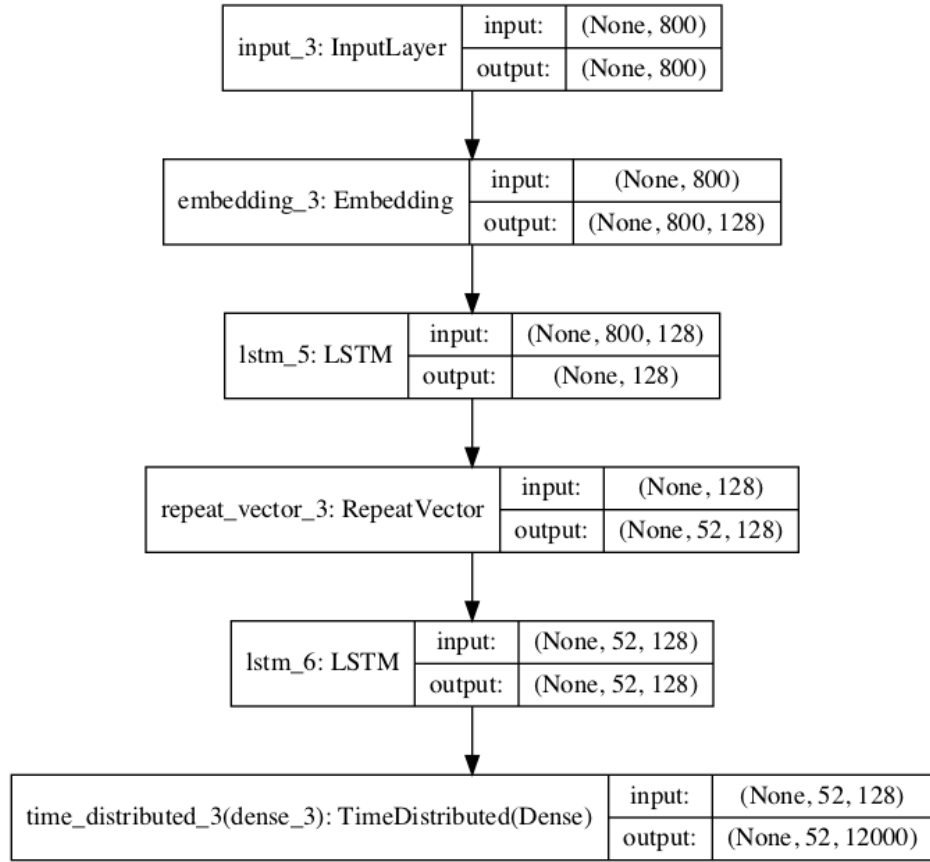 input_3: InputLayer
input: (None, 800)
output: (None, 800)
embedding_3: Embedding
input: (None, 800)
output: (None, 800, 128)
lstm_5: LSTM
input: (None, 800, 128)
output: (None, 128)
repeat_vector_3: RepeatVector
input: (None, 128)
output: (None, 52, 128)
lstm_6: LSTM
input: (None, 52, 128)
output: (None, 52, 128)
time_distributed_3(dense_3): TimeDistributed(Dense)
input: (None, 52, 128)
output: (None, 52, 12000)